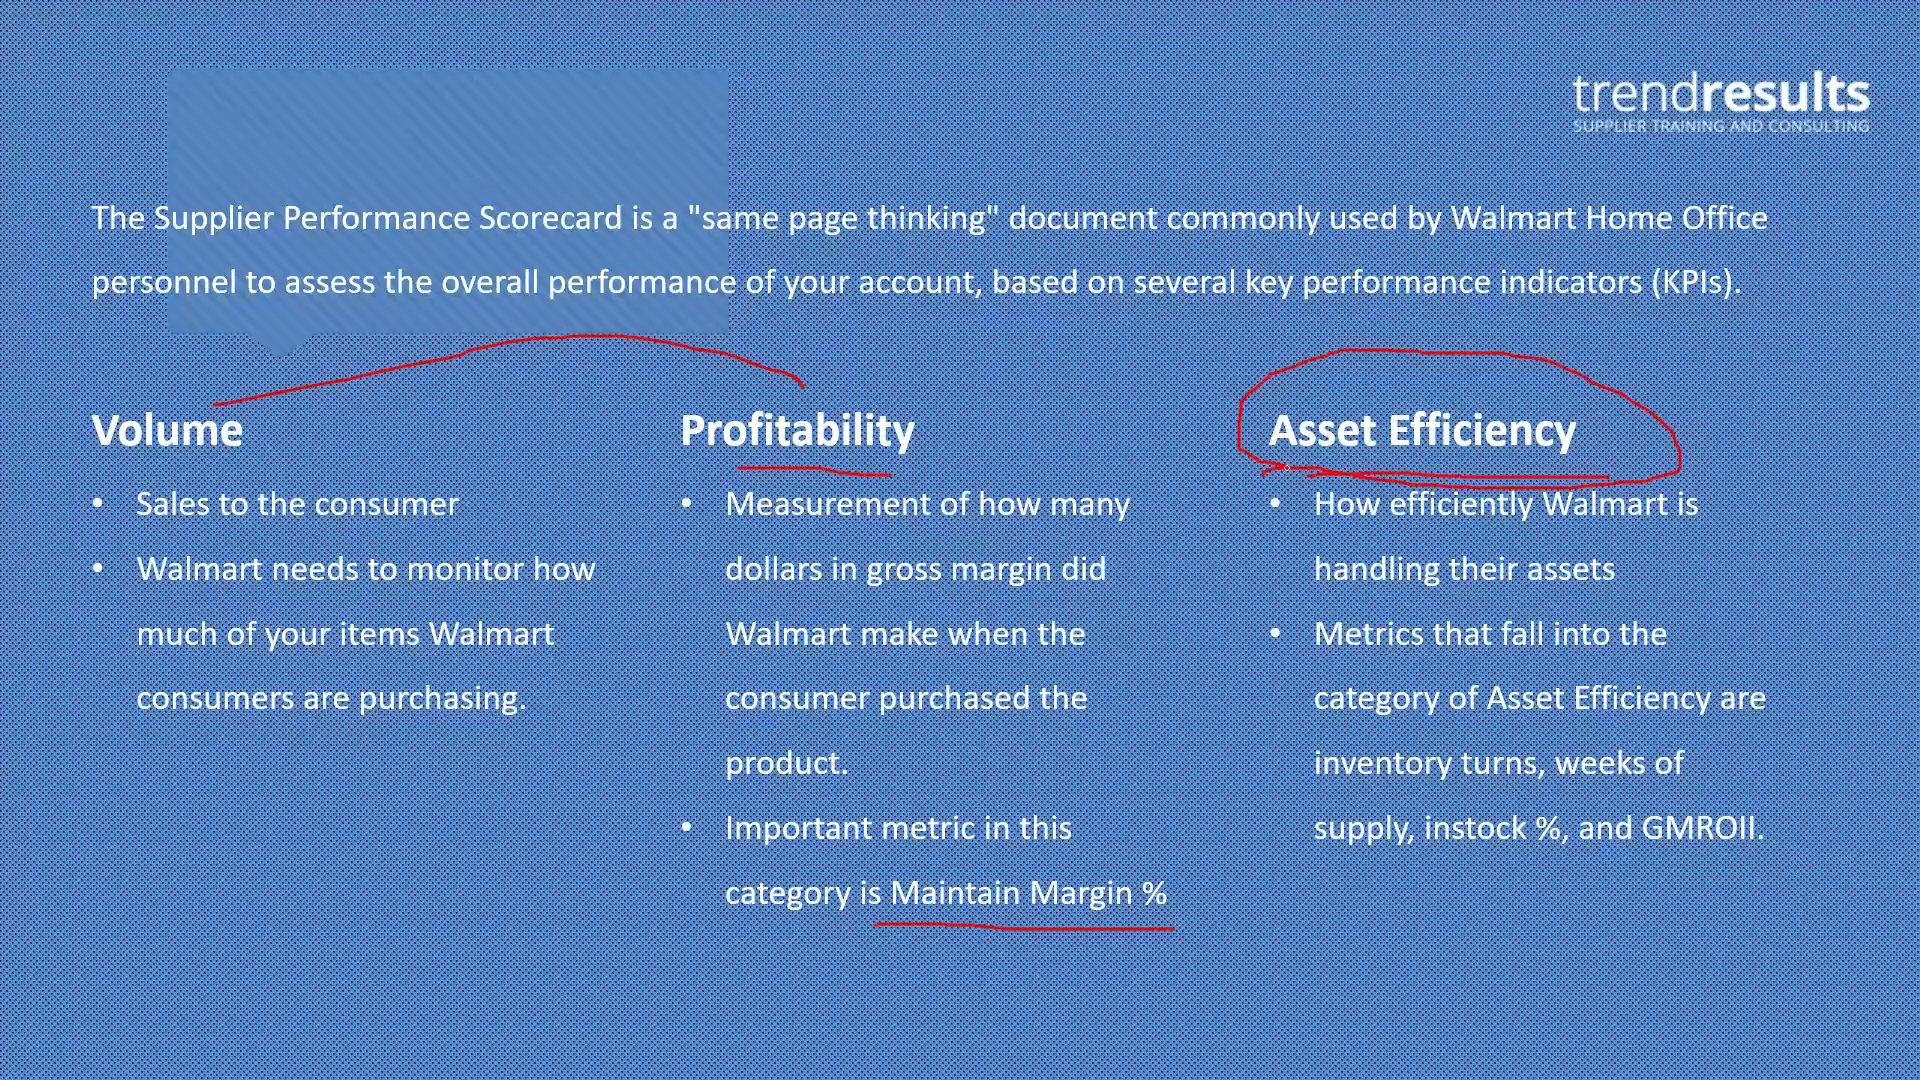 trendresults
SUPPLIER TRAINING AND CONSULTING
The Supplier Performance Scorecard is a "same page thinking" document commonly used by Walmart Home Office
personnel to assess the overall performance of your account, based on several key performance indicators (KPIs).
Volume
• Sales to the consumer
• Walmart needs to monitor how
much of your items Walmart
consumers are purchasing.
Profitability
• Measurement of how many
dollars in gross margin did
Walmart make when the
consumer purchased the
product.
• Important metric in this
category is Maintain Margin %
Asset Efficiency
• How efficiently Walmart is
handling their assets
• Metrics that fall into the
category of Asset Efficiency are
inventory turns, weeks of
supply, instock %, and GMROII.